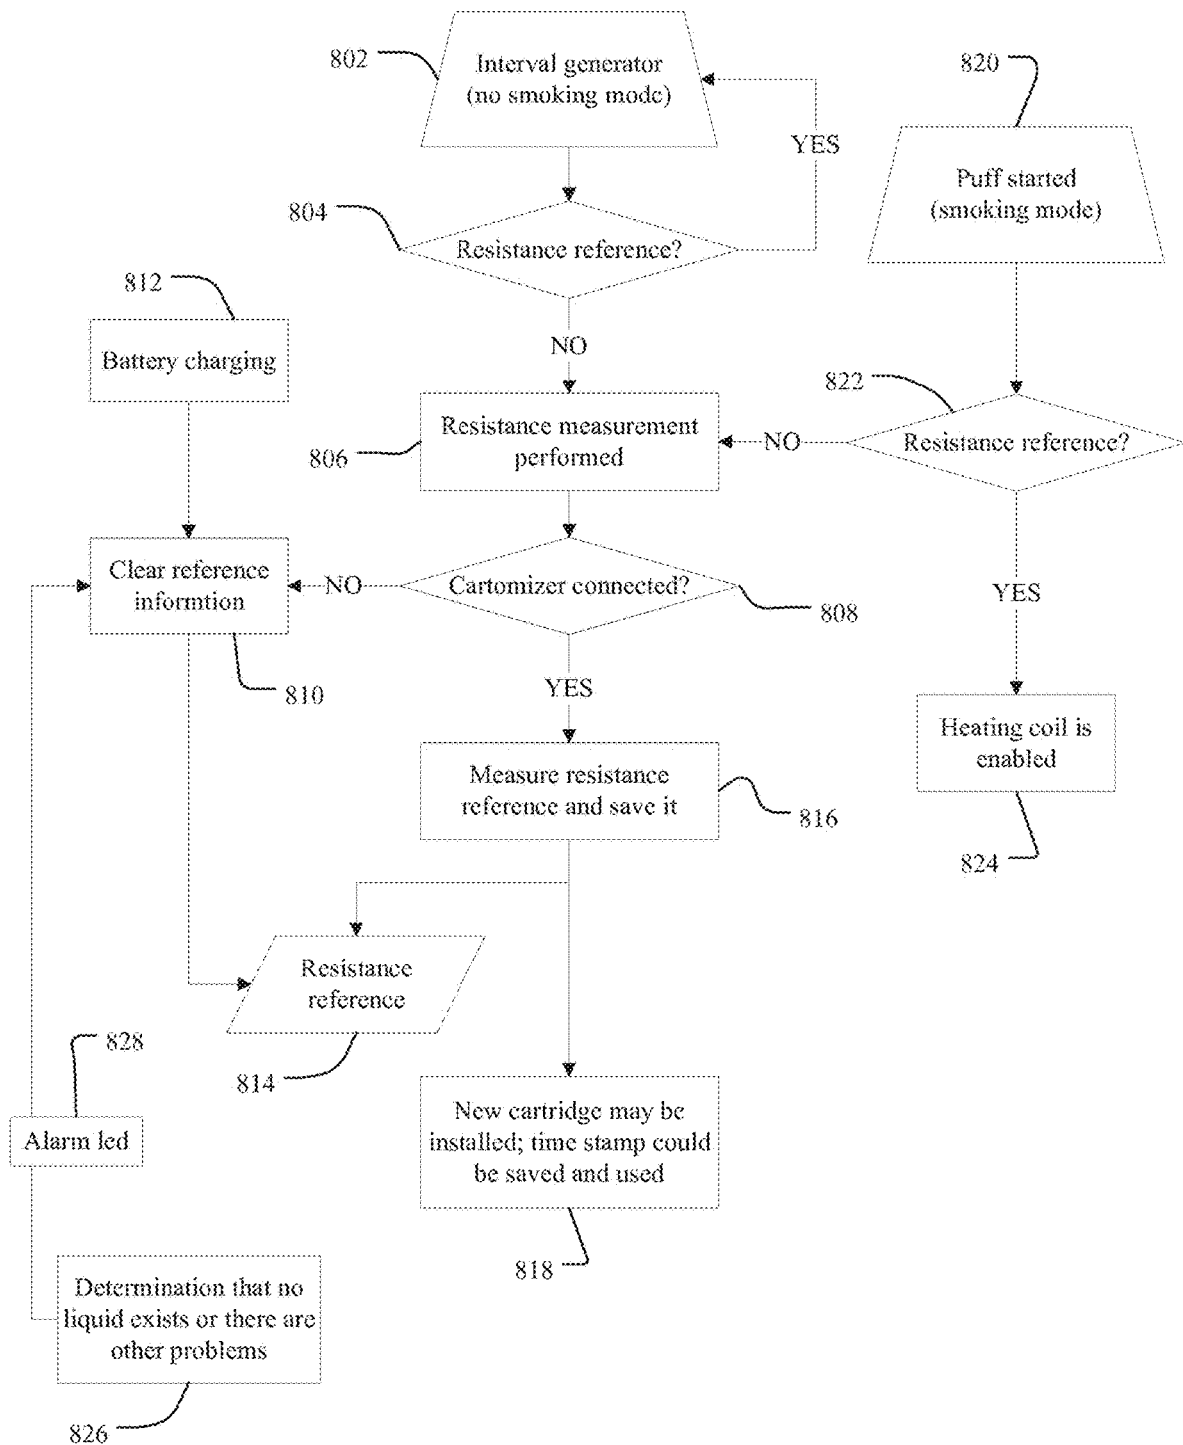 802
Interval generator
(no smoking mode)
820
YES
Puff started
(smoking mode)
804
Resistance reference?
812
Battery charging
NO
822
Resistance measurement
performed
806
NO
Resistance reference?
Clear reference
informtion
NO
Cartomizer connected?
808
YES
810
YES
Heating coil is
enabled
Measure resistance
reference and save it
816
824
Resistance
reference
828
814
Alarm led
New cartridge may be
installed; time stamp could
be saved and used
818
Determination that no
liquid exists or there are
other problems
826